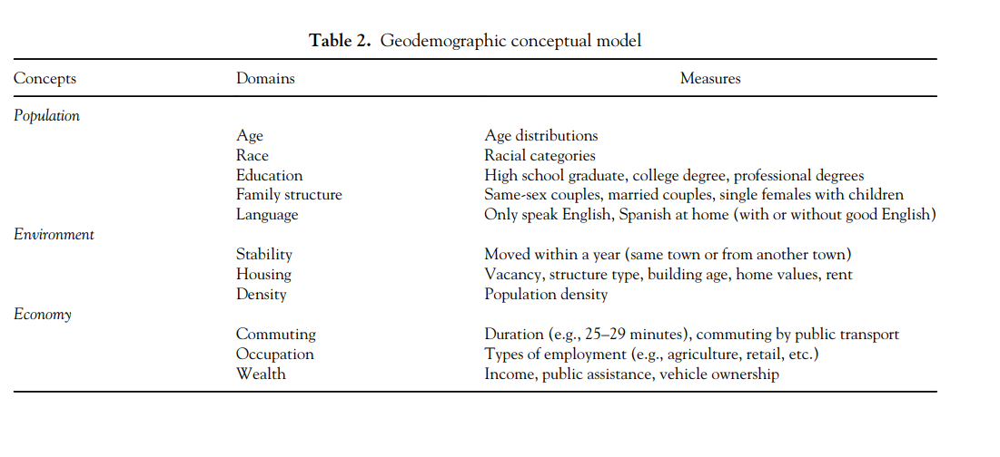 Table 2. Geodemographic conceptual model
Concepts Domains Measures
Population
Age Age distributions
Race Racial categories
Education High school graduate, college degree, professional degrees
Family structure Same-sex couples, married couples, single females with children
Language Only speak English, Spanish at home (with or without good English)
Environment
Stability Moved within a year (same town or from another town)
Housing Vacancy, structure type, building age, home values, rent
Density Population density
Economy
Commuting Duration (e.g., 25–29 minutes), commuting by public transport
Occupation Types of employment (e.g., agriculture, retail, etc.)
Wealth Income, public assistance, vehicle ownership